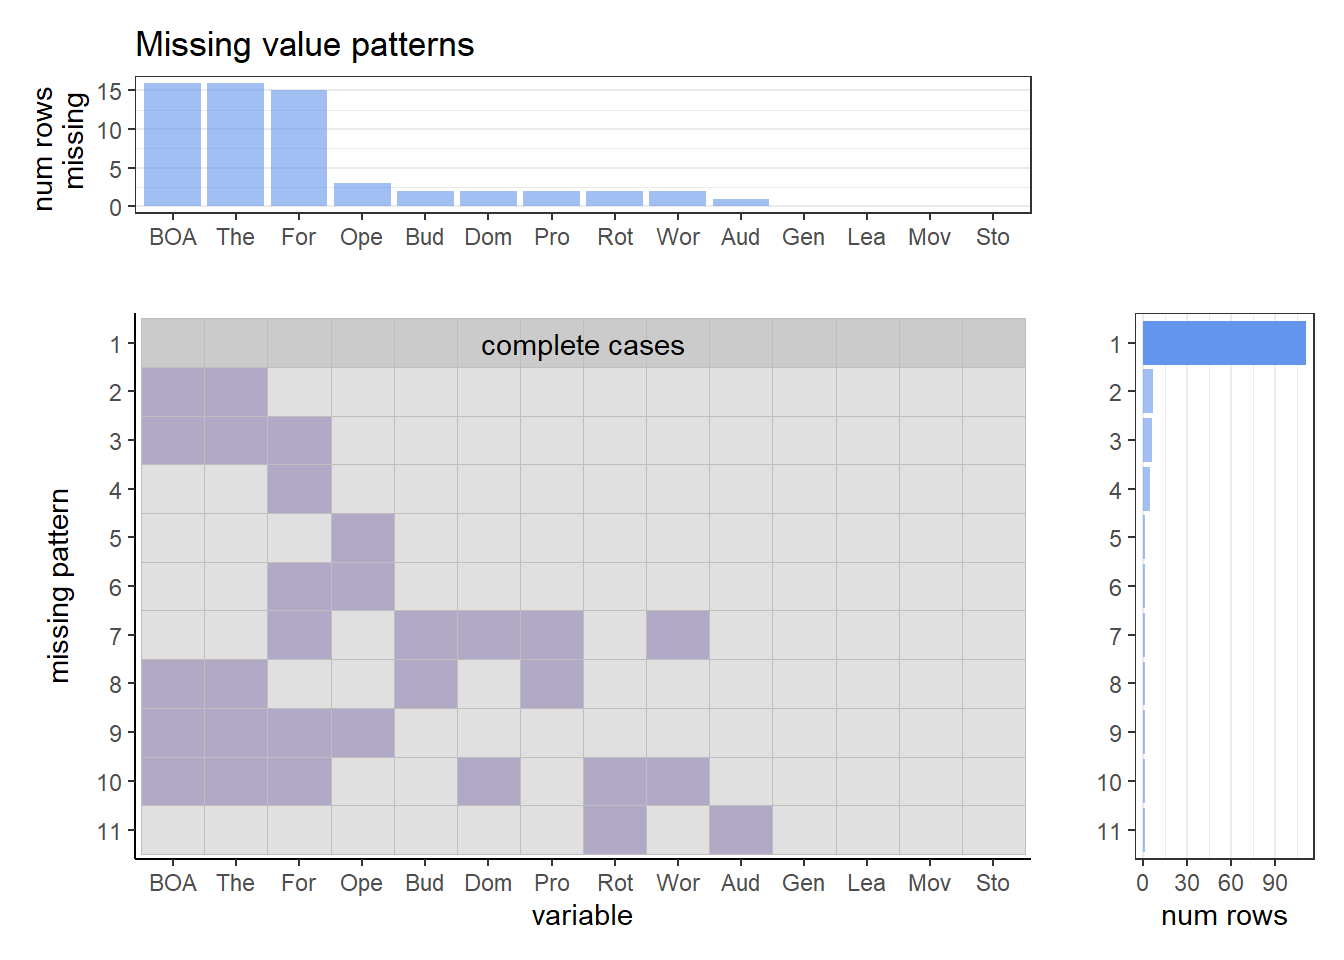 Missing value patterns
num rows
missing
15
10
5
0
BOA The For Ope Bud Dom Pro Rot Wor Aud Gen Lea Mov Sto
missing pattern
1
2
3
4
5
6
7
8
9
10
11
complete cases
BOA The For Ope Bud Dom Pro Rot Wor Aud Gen Lea Mov Sto
variable
1
2
3
4
5
6
7
8
9
10
11
0 30 60 90
num rows